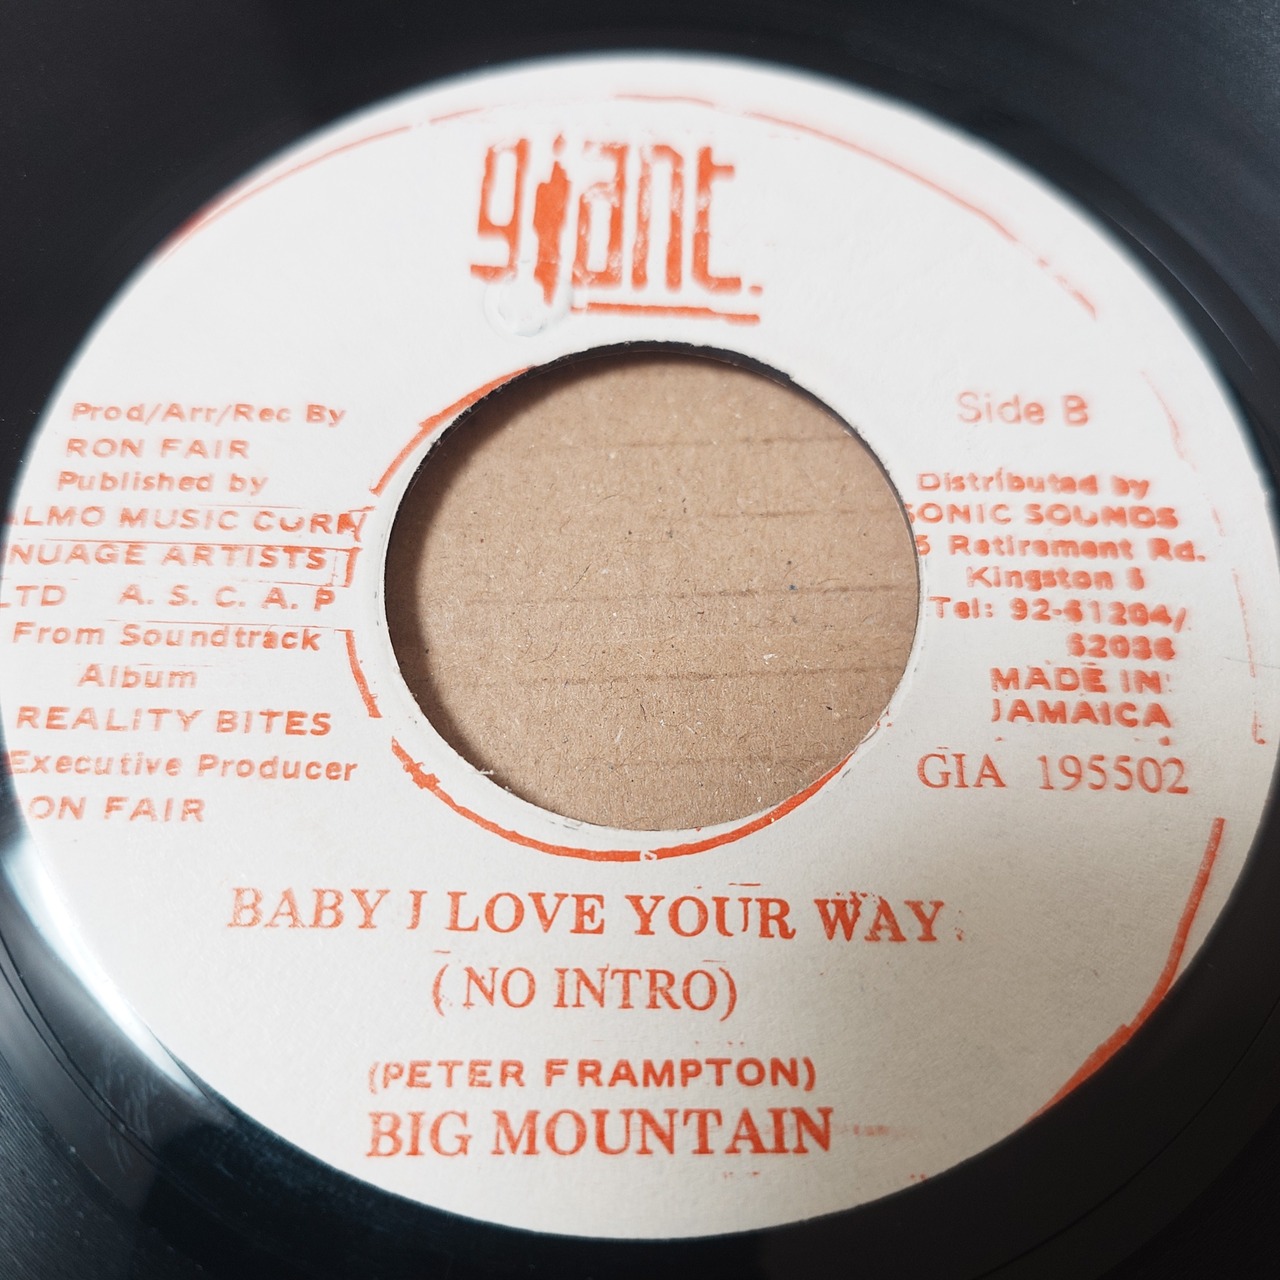 giant.
Prod/Arr/Rec By
RON FAIR
Published by
ALMO MUSIC CORP
NUAGE ARTISTS
LTD A. S. C. A. P
From Soundtrack
Album
REALITY BITES
Executive Producer
RON FAIR
Side B
Distributed by
SONIC SOUNDS
Retirement Rd.
Kingston 5
Tel: 92-61204/
62036
MADE IN
JAMAICA
GIA 195502
BABY I LOVE YOUR WAY
(NO INTRO)
(PETER FRAMPTON)
BIG MOUNTAIN